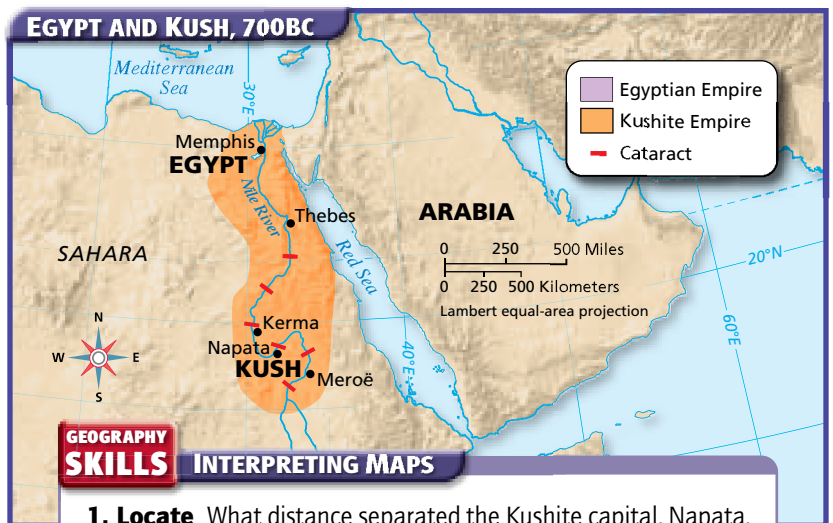 EGYPT AND KUSH, 700BC
Mediterranean
Sea
30°E
Egyptian Empire
Kushite Empire
Cataract
Memphis
EGYPT
Nile River
Thebes
ARABIA
SAHARA
Red Sea
0 250 500 Miles
0 250 500 Kilometers
Lambert equal-area projection
20°N
60°E
40°E
N
W E
S
Kerma
Napata
KUSH
Meroë
GEOGRAPHY
SKILLS
INTERPRETING MAPS
1. Locate What distance separated the Kushite capital, Napata,